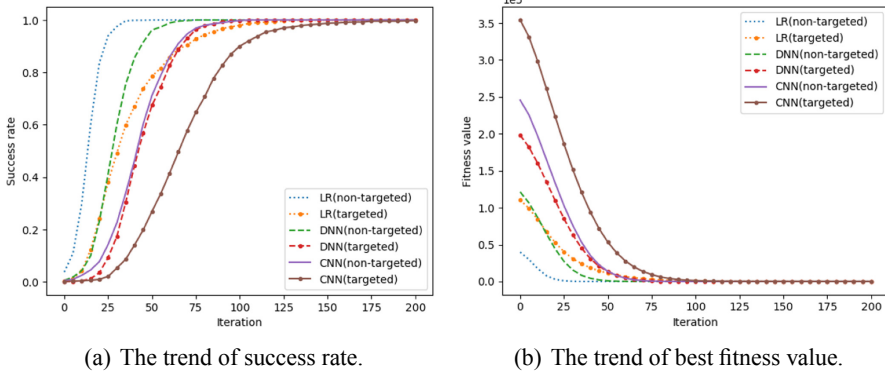 1.0
0.8
0.6
0.4
0.2
0.0
Success rate
LR(non-targeted)
LR(targeted)
DNN(non-targeted)
DNN(targeted)
CNN(non-targeted)
CNN(targeted)
0 25 50 75 100 125 150 175 200
Iteration
(a) The trend of success rate.
3.5
3.0
2.5
2.0
1.5
1.0
0.5
0.0
Fitness value
LR(non-targeted)
LR(targeted)
DNN(non-targeted)
DNN(targeted)
CNN(non-targeted)
CNN(targeted)
0 25 50 75 100 125 150 175 200
Iteration
(b) The trend of best fitness value.